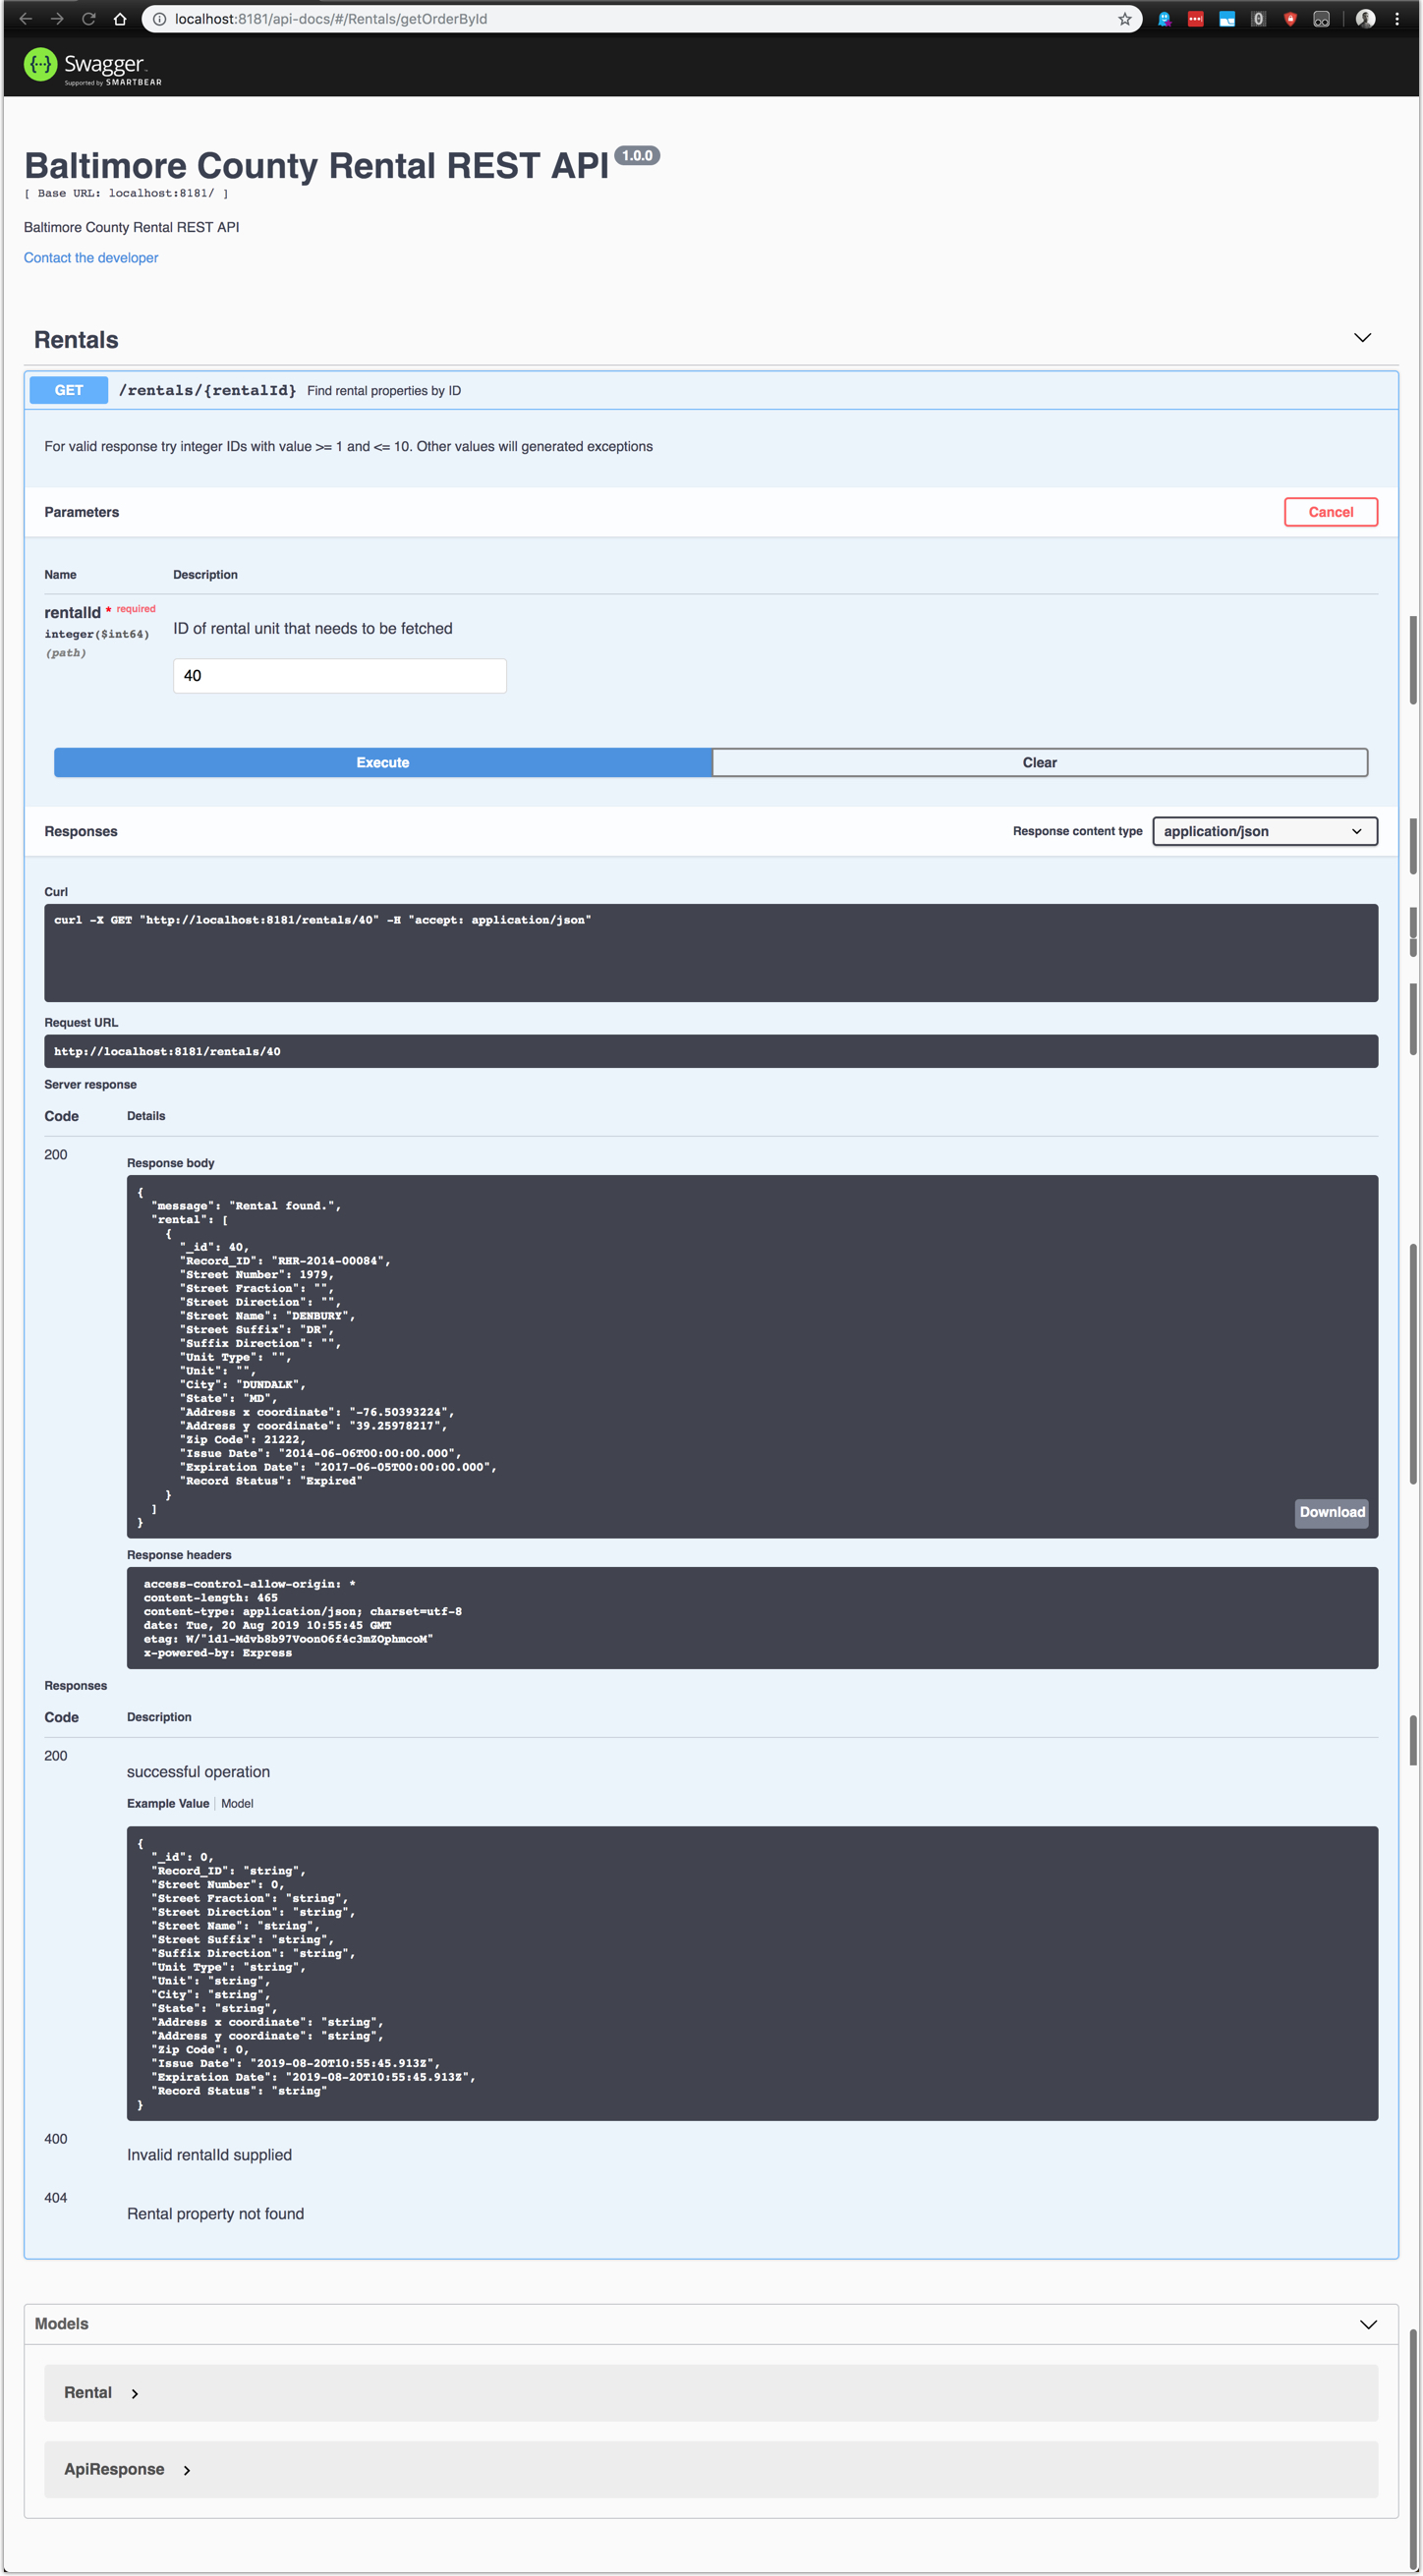 localhost:8181/api-docs/#/Rentals/getOrderById
Swagger
Supported by SMARTBEAR
Baltimore County Rental REST API 1.0.0
[ Base URL: localhost:8181/ ]
Baltimore County Rental REST API
Contact the developer
Rentals
GET /rentals/{rentalId} Find rental properties by ID
For valid response try integer IDs with value >= 1 and <= 10. Other values will generated exceptions
Parameters Cancel
Name Description
rentalId * required
integer($int64)
(path)
ID of rental unit that needs to be fetched
40
Execute Clear
Responses Response content type application/json
Curl
curl -X GET "http://localhost:8181/rentals/40" -H "accept: application/json"
Request URL
http://localhost:8181/rentals/40
Server response
Code Details
200
Response body
{
"message": "Rental found.",
"rental": [
{
"_id": 40,
"Record_ID": "RHR-2014-00084",
"Street Number": 1979,
"Street Fraction": "",
"Street Direction": "",
"Street Name": "DENBURY",
"Street Suffix": "DR",
"Suffix Direction": "",
"Unit Type": "",
"Unit": "",
"City": "DUNDALK",
"State": "MD",
"Address x coordinate": "-76.50393224",
"Address y coordinate": "39.25978217",
"Zip Code": 21222,
"Issue Date": "2014-06-06T00:00:00.000",
"Expiration Date": "2017-06-05T00:00:00.000",
"Record Status": "Expired"
}
]
}
Download
Response headers
access-control-allow-origin: *
content-length: 465
content-type: application/json; charset=utf-8
date: Tue, 20 Aug 2019 10:55:45 GMT
etag: W/"1d1-Mdvb8b97VoonO6f4c3mZOphmcoM"
x-powered-by: Express
Responses
Code Description
200
successful operation
Example Value Model
{
"_id": 0,
"Record_ID": "string",
"Street Number": 0,
"Street Fraction": "string",
"Street Direction": "string",
"Street Name": "string",
"Street Suffix": "string",
"Suffix Direction": "string",
"Unit Type": "string",
"Unit": "string",
"City": "string",
"State": "string",
"Address x coordinate": "string",
"Address y coordinate": "string",
"Zip Code": 0,
"Issue Date": "2019-08-20T10:55:45.913Z",
"Expiration Date": "2019-08-20T10:55:45.913Z",
"Record Status": "string"
}
400
Invalid rentalId supplied
404
Rental property not found
Models
Rental
ApiResponse